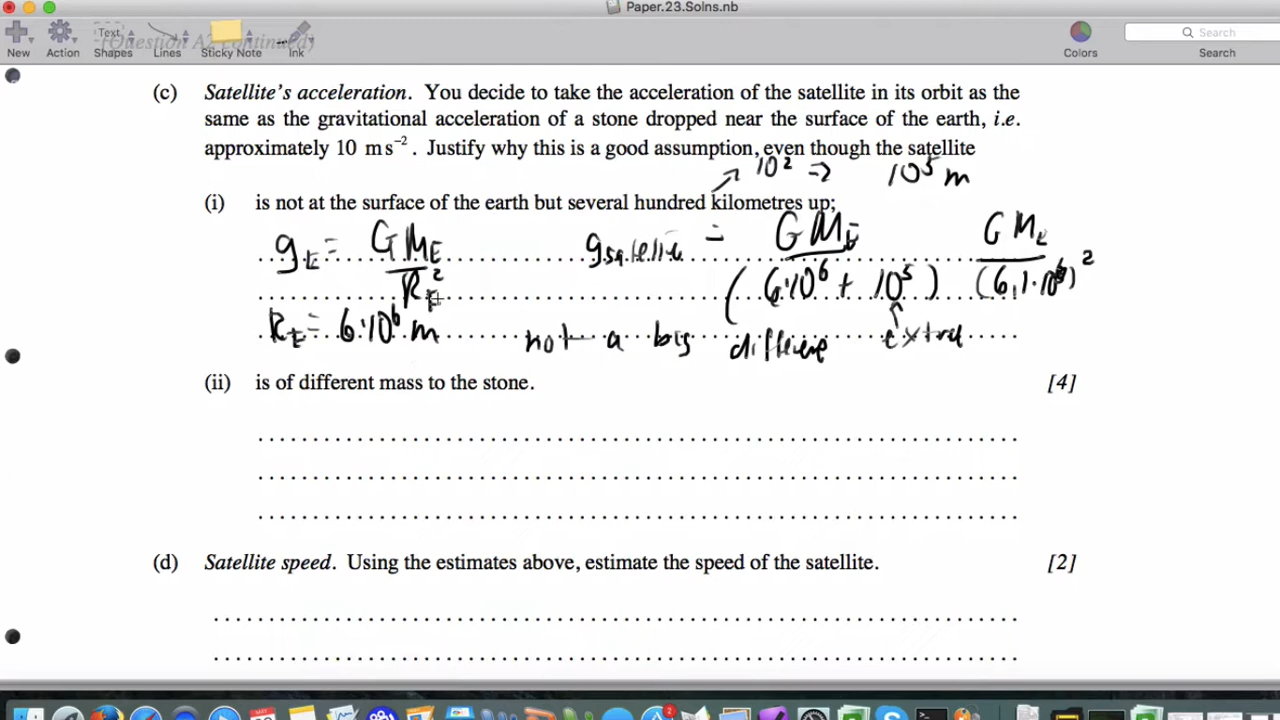 Paper.23.Solns.nb
New Action Text Shapes Lines Sticky Note Ink Colors Search
Search
(Question A2 continued)
(c) Satellite's acceleration. You decide to take the acceleration of the satellite in its orbit as the
same as the gravitational acceleration of a stone dropped near the surface of the earth, i.e.
approximately 10 m s⁻². Justify why this is a good assumption, even though the satellite
10² ⇒ 10⁵ m
(i) is not at the surface of the earth but several hundred kilometres up;
g_E = GM_E / R_E² g_satellite = GM_E / (6·10⁶ + 10⁵) GM_E / (6.1·10⁶)²
R_E = 6·10⁶ m not a big difference extra
(ii) is of different mass to the stone. [4]
(d) Satellite speed. Using the estimates above, estimate the speed of the satellite. [2]
2